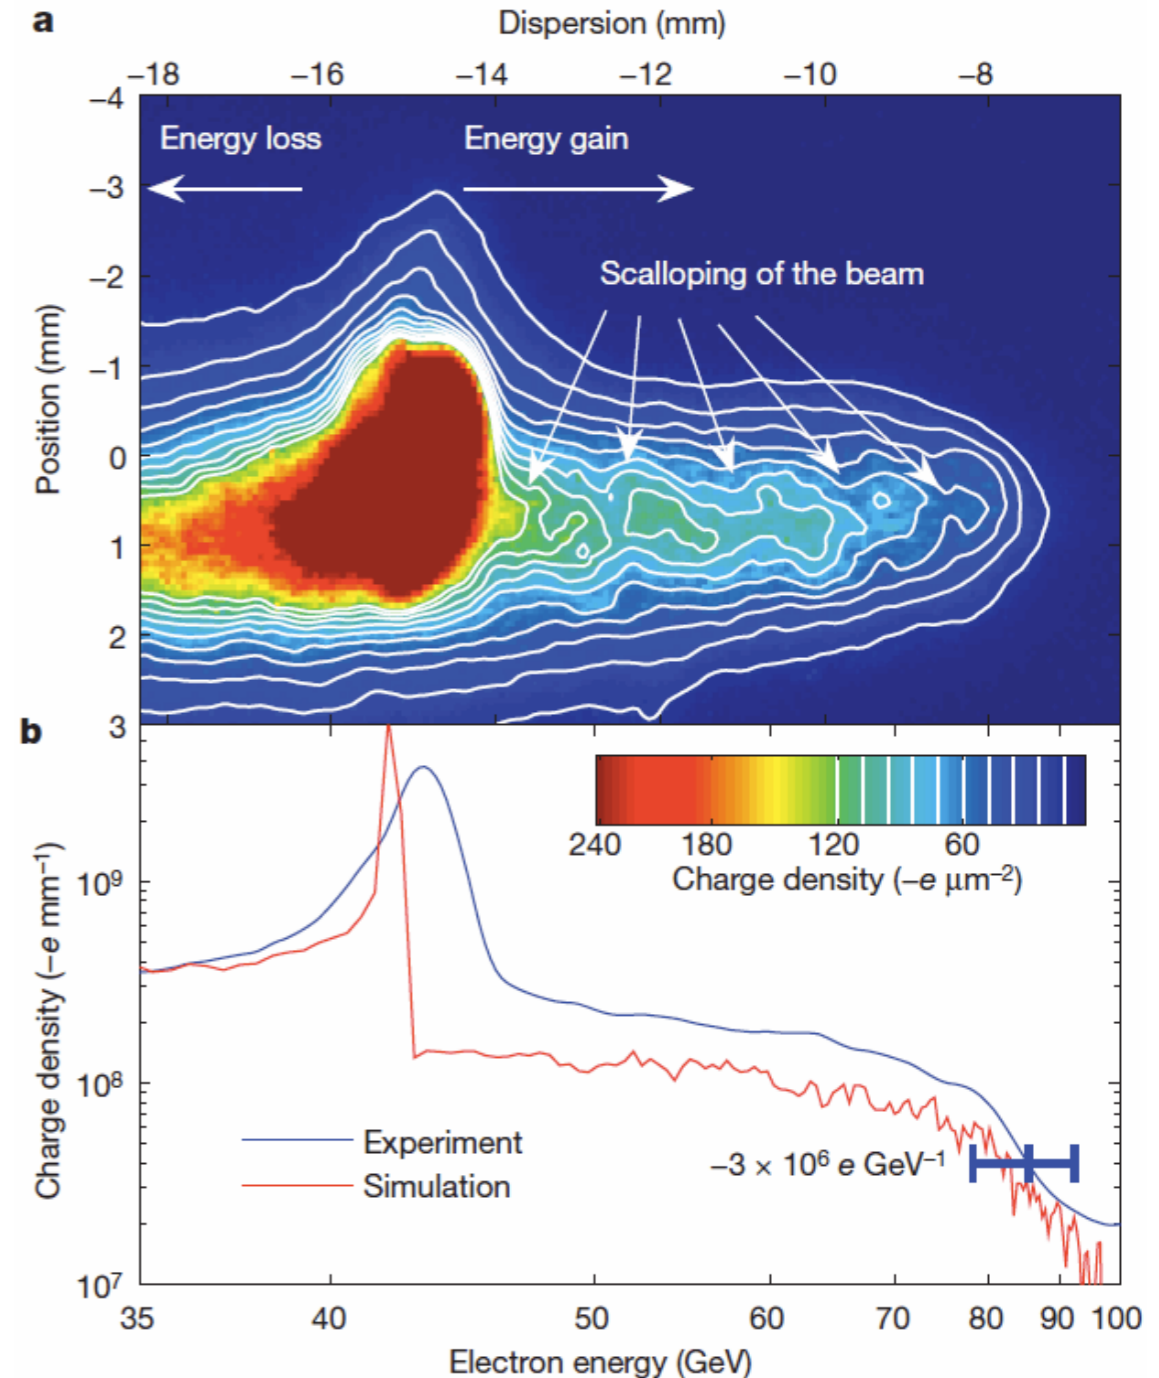 a
Dispersion (mm)
−18 −16 −14 −12 −10 −8
−4
Energy loss Energy gain
−3
−2
Scalloping of the beam
Position (mm)
−1
0
1
2
3
b
240 180 120 60
Charge density (−e μm⁻²)
Charge density (−e mm⁻¹)
10⁹
10⁸
Experiment
−3 × 10⁶ e GeV⁻¹
Simulation
10⁷
35 40 50 60 70 80 90 100
Electron energy (GeV)